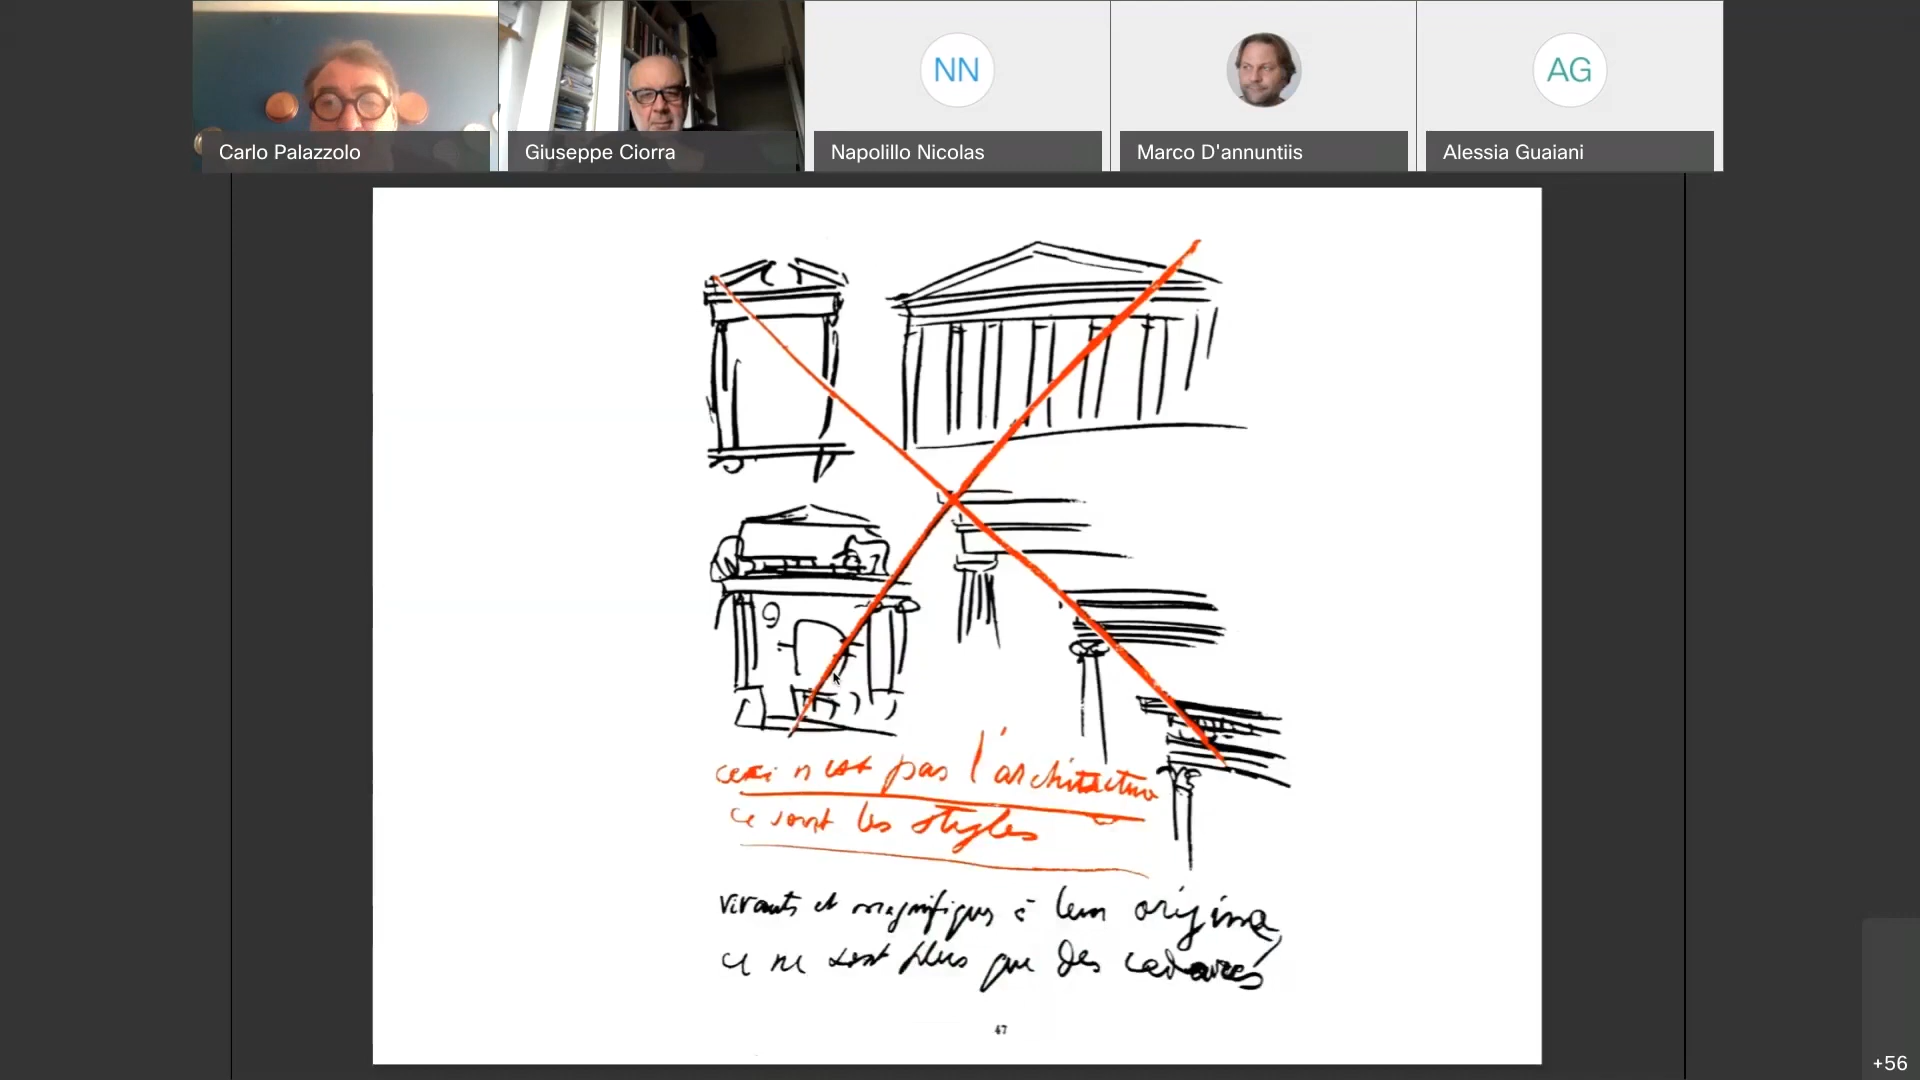 Carlo Palazzolo
Giuseppe Ciorra
NN
Napolillo Nicolas
Marco D'annuntiis
AG
Alessia Guaiani
ceci n'est pas l'architecture
ce sont les styles
vivants et magnifiques à leur origine,
ce ne sont plus que des cadavres
47
+56